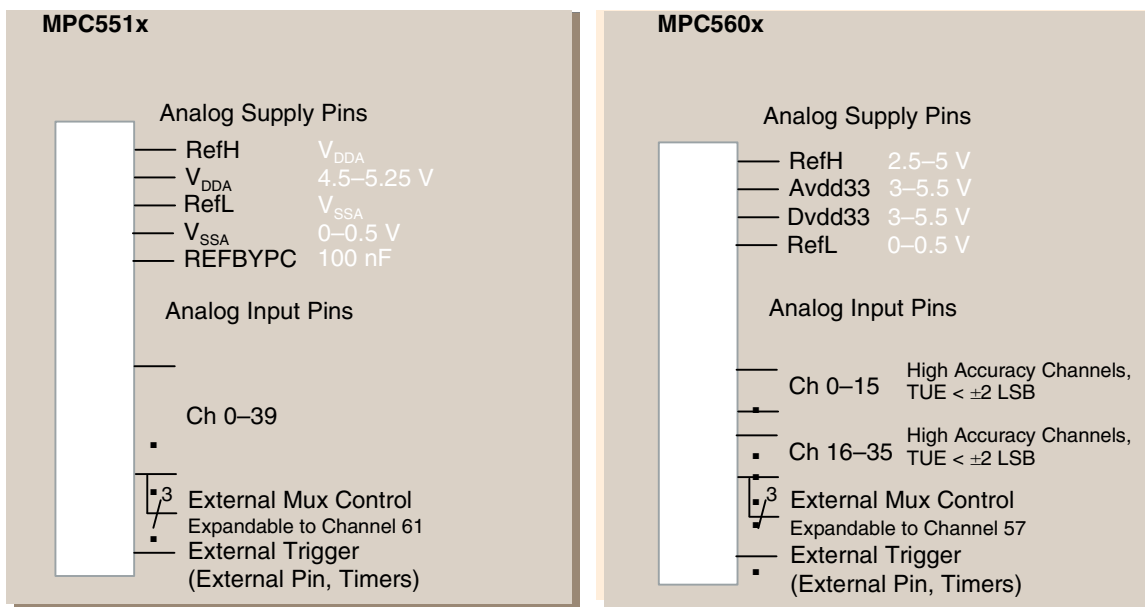 MPC551x
Analog Supply Pins
RefH V_DDA
V_DDA 4.5–5.25 V
RefL V_SSA
V_SSA 0–0.5 V
REFBYPC 100 nF
Analog Input Pins
Ch 0–39
3
External Mux Control
Expandable to Channel 61
External Trigger
(External Pin, Timers)
MPC560x
Analog Supply Pins
RefH 2.5–5 V
Avdd33 3–5.5 V
Dvdd33 3–5.5 V
RefL 0–0.5 V
Analog Input Pins
Ch 0–15
High Accuracy Channels,
TUE < ±2 LSB
Ch 16–35
High Accuracy Channels,
TUE < ±2 LSB
3
External Mux Control
Expandable to Channel 57
External Trigger
(External Pin, Timers)